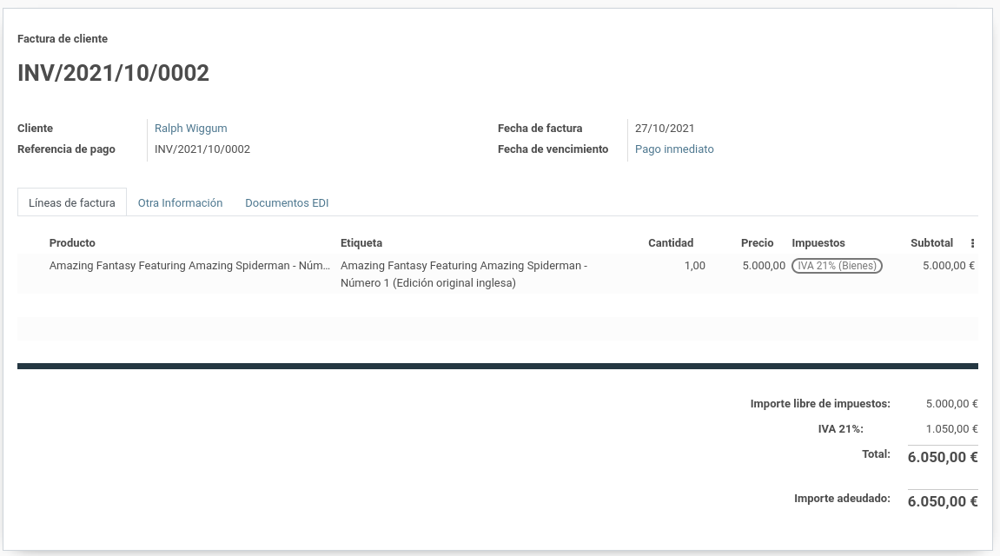 Factura de cliente
INV/2021/10/0002
Cliente Ralph Wiggum Fecha de factura 27/10/2021
Referencia de pago INV/2021/10/0002 Fecha de vencimiento Pago inmediato
Líneas de factura Otra Información Documentos EDI
Producto Etiqueta Cantidad Precio Impuestos Subtotal
Amazing Fantasy Featuring Amazing Spiderman - Núm... Amazing Fantasy Featuring Amazing Spiderman - 1,00 5.000,00 IVA 21% (Bienes) 5.000,00 €
Número 1 (Edición original inglesa)
Importe libre de impuestos: 5.000,00 €
IVA 21%: 1.050,00 €
Total: 6.050,00 €
Importe adeudado: 6.050,00 €